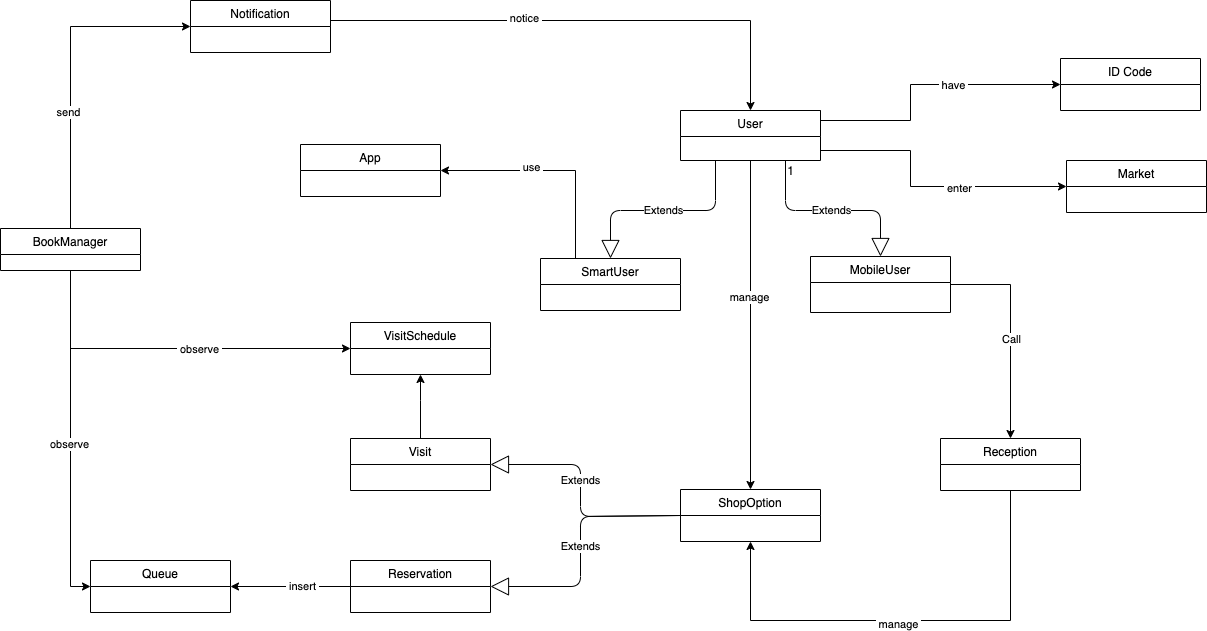 Notification
notice
ID Code
have
send
User
App
use
1
Market
enter
Extends
Extends
BookManager
SmartUser
MobileUser
manage
VisitSchedule
observe
Call
observe
Visit
Reception
Extends
ShopOption
Extends
Queue
insert
Reservation
manage